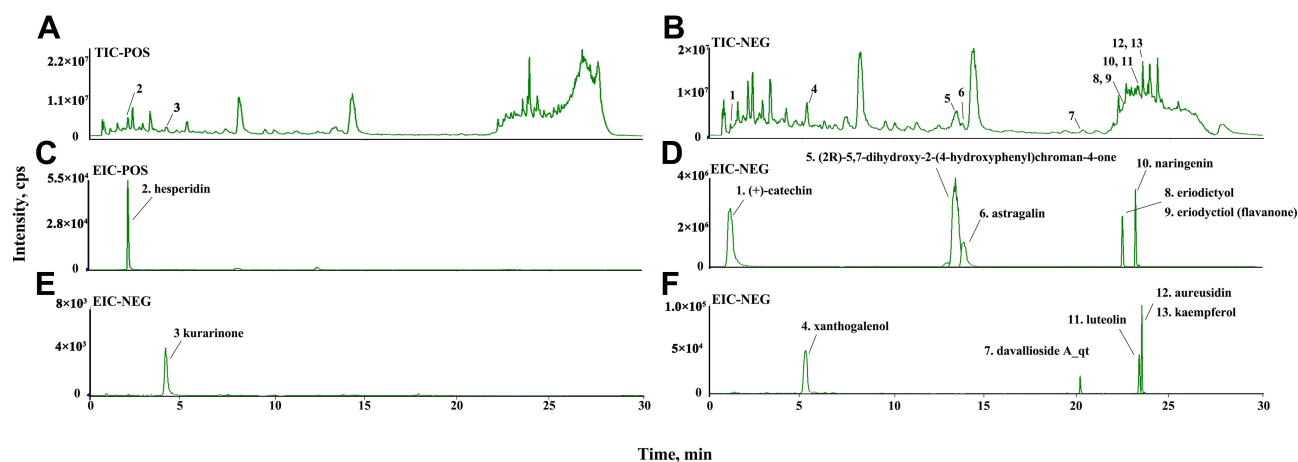 A
TIC-POS
2.2×10⁷
1.1×10⁷
0
2
3
B
TIC-NEG
2×10⁷
1×10⁷
0
1
4
5
6
7
8, 9
10, 11
12, 13
C
EIC-POS
5.5×10⁴
2.8×10⁴
0
2. hesperidin
D
EIC-NEG
4×10⁶
2×10⁶
0
1. (+)-catechin
5. (2R)-5,7-dihydroxy-2-(4-hydroxyphenyl)chroman-4-one
6. astragalin
10. naringenin
8. eriodictyol
9. eriodyctiol (flavanone)
E
EIC-NEG
8×10³
4×10³
0
3 kurarinone
0 5 10 15 20 25 30
F
EIC-NEG
1.0×10⁵
5×10⁴
0
4. xanthogalenol
7. davallioside A_qt
11. luteolin
12. aureusidin
13. kaempferol
0 5 10 15 20 25 30
Intensity, cps
Time, min